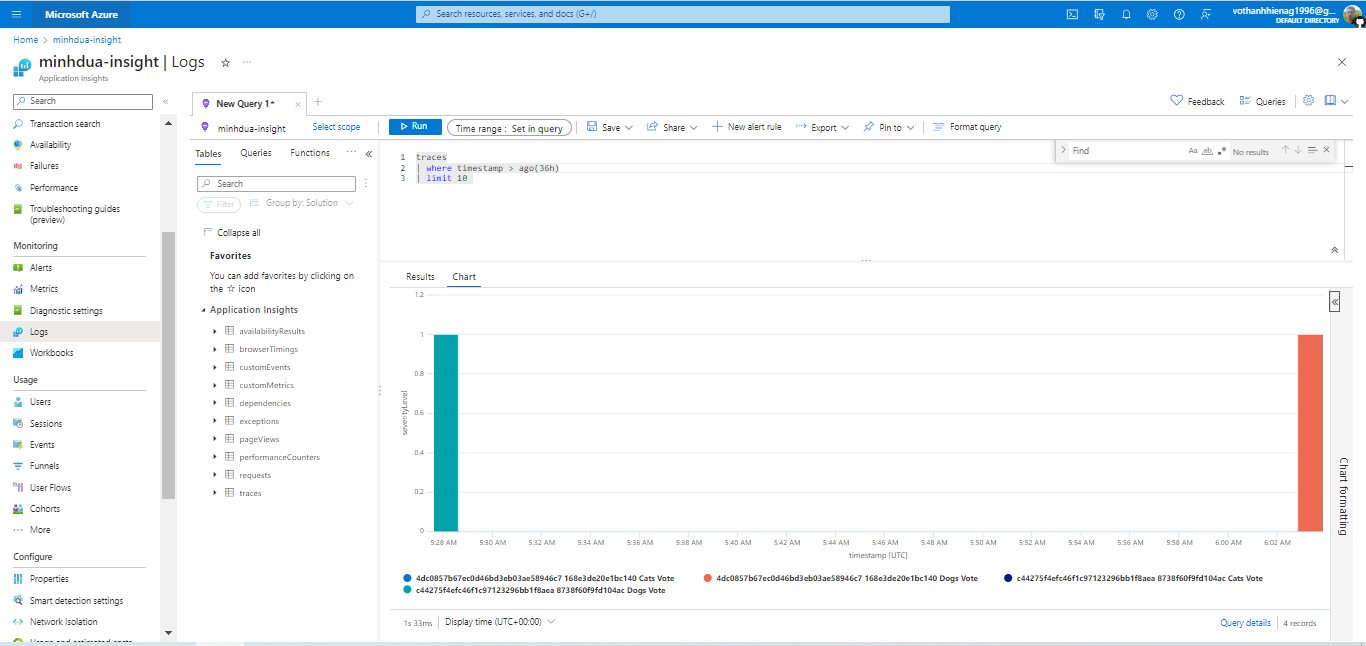 Microsoft Azure
Search resources, services, and docs (G+/)
vothanhhienag1996@g...
DEFAULT DIRECTORY
Home > minhdua-insight
minhdua-insight | Logs
Application Insights
Search
Transaction search
Availability
Failures
Performance
Troubleshooting guides
(preview)
Monitoring
Alerts
Metrics
Diagnostic settings
Logs
Workbooks
Usage
Users
Sessions
Events
Funnels
User Flows
Cohorts
More
Configure
Properties
Smart detection settings
Network Isolation
Usage and estimated costs
New Query 1*
Feedback
Queries
minhdua-insight
Select scope
Run
Time range : Set in query
Save
Share
New alert rule
Export
Pin to
Format query
Tables
Queries
Functions
Search
Filter
Group by: Solution
Collapse all
Favorites
You can add favorites by clicking on
the ☆ icon
Application Insights
availabilityResults
browserTimings
customEvents
customMetrics
dependencies
exceptions
pageViews
performanceCounters
requests
traces
1 traces
2 | where timestamp > ago(36h)
3 | limit 10
Find
Aa ab .*
No results
Results
Chart
1.2
1
0.8
0.6
0.4
0.2
0
severityLevel
5:28 AM 5:30 AM 5:32 AM 5:34 AM 5:36 AM 5:38 AM 5:40 AM 5:42 AM 5:44 AM 5:46 AM 5:48 AM 5:50 AM 5:52 AM 5:54 AM 5:56 AM 5:58 AM 6:00 AM 6:02 AM
timestamp [UTC]
4dc0857b67ec0d46bd3eb03ae58946c7 168e3de20e1bc140 Cats Vote
4dc0857b67ec0d46bd3eb03ae58946c7 168e3de20e1bc140 Dogs Vote
c44275f4efc46f1c97123296bb1f8aea 8738f60f9fd104ac Cats Vote
c44275f4efc46f1c97123296bb1f8aea 8738f60f9fd104ac Dogs Vote
Chart formatting
1s 33ms
Display time (UTC+00:00)
Query details
4 records